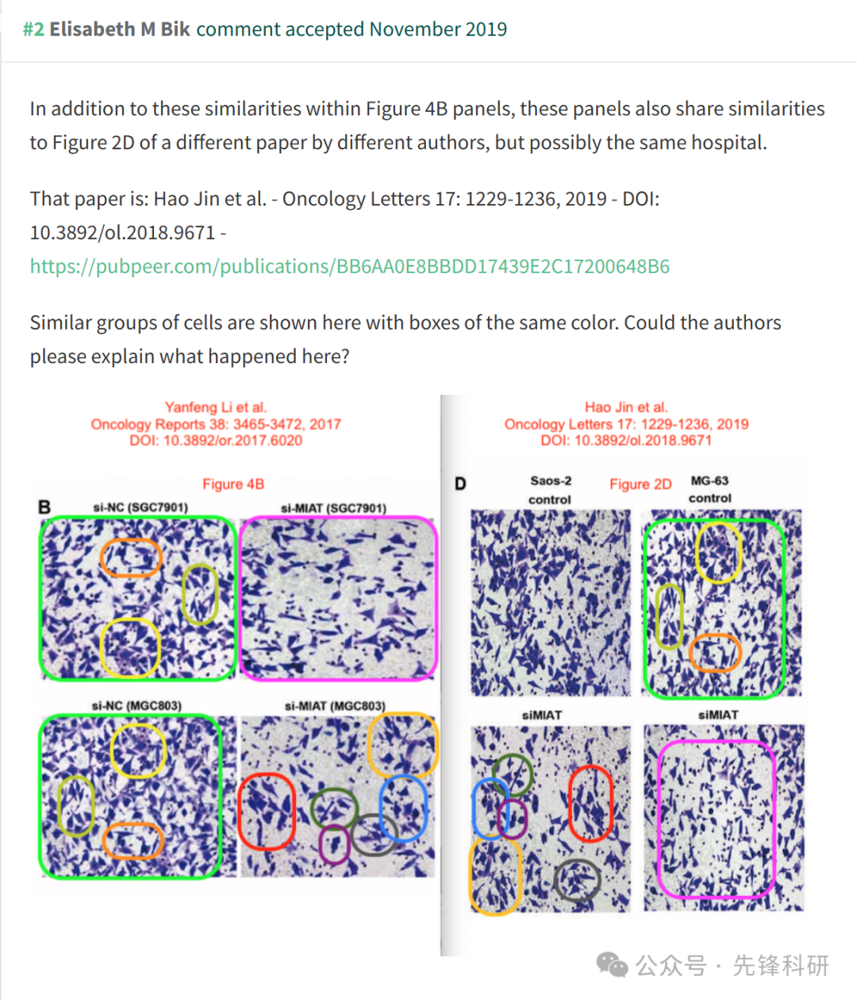 #2 Elisabeth M Bik comment accepted November 2019
In addition to these similarities within Figure 4B panels, these panels also share similarities
to Figure 2D of a different paper by different authors, but possibly the same hospital.
That paper is: Hao Jin et al. - Oncology Letters 17: 1229-1236, 2019 - DOI:
10.3892/ol.2018.9671 -
https://pubpeer.com/publications/BB6AA0E8BBDD17439E2C17200648B6
Similar groups of cells are shown here with boxes of the same color. Could the authors
please explain what happened here?
Yanfeng Li et al.
Oncology Reports 38: 3465-3472, 2017
DOI: 10.3892/or.2017.6020
Figure 4B
B
si-NC (SGC7901)
si-MIAT (SGC7901)
si-NC (MGC803)
si-MIAT (MGC803)
Hao Jin et al.
Oncology Letters 17: 1229-1236, 2019
DOI: 10.3892/ol.2018.9671
D
Saos-2
control
Figure 2D
MG-63
control
siMIAT
siMIAT
公众号 · 先锋科研